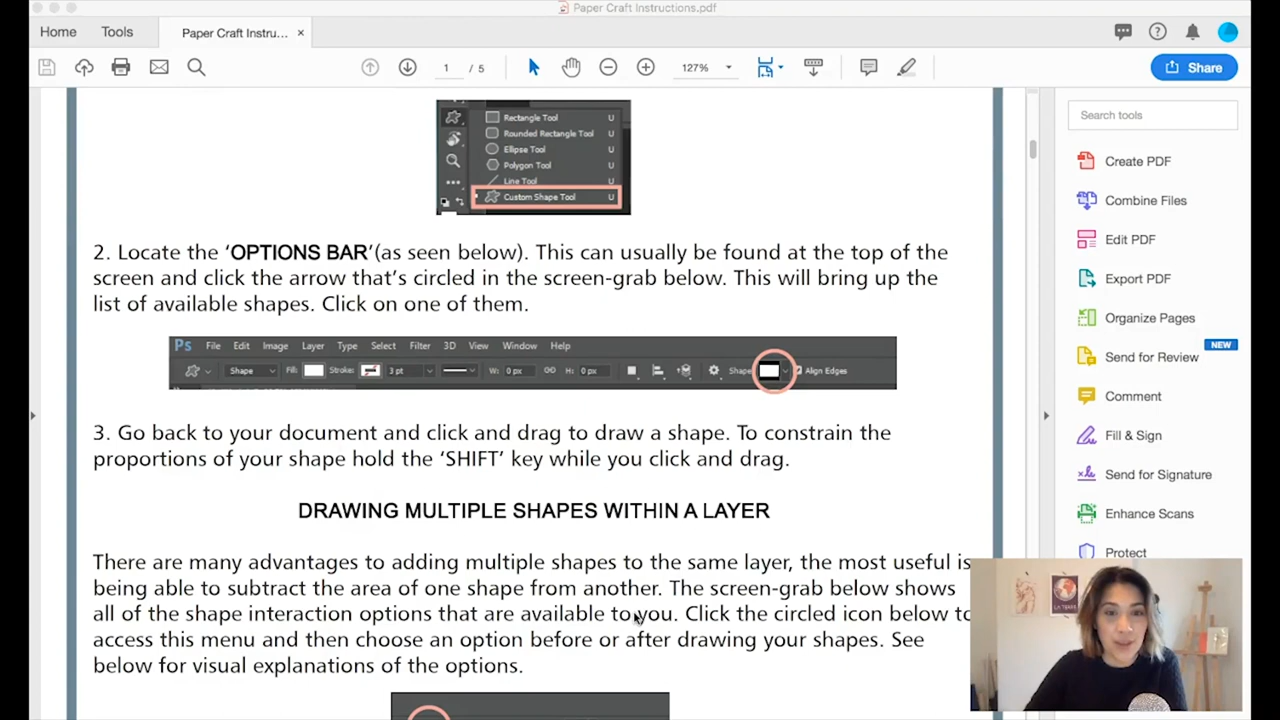 Paper Craft Instructions.pdf
Home Tools Paper Craft Instru... ×
1 / 5 127% Share
Search tools
Rectangle Tool U
Rounded Rectangle Tool U
Ellipse Tool U
Polygon Tool U
Line Tool U
Custom Shape Tool U
2. Locate the ‘OPTIONS BAR’(as seen below). This can usually be found at the top of the
screen and click the arrow that’s circled in the screen-grab below. This will bring up the
list of available shapes. Click on one of them.
Ps File Edit Image Layer Type Select Filter 3D View Window Help
Shape Fill: Stroke: 3 pt W: 0 px H: 0 px Shape Align Edges
3. Go back to your document and click and drag to draw a shape. To constrain the
proportions of your shape hold the ‘SHIFT’ key while you click and drag.
DRAWING MULTIPLE SHAPES WITHIN A LAYER
There are many advantages to adding multiple shapes to the same layer, the most useful is
being able to subtract the area of one shape from another. The screen-grab below shows
all of the shape interaction options that are available to you. Click the circled icon below to
access this menu and then choose an option before or after drawing your shapes. See
below for visual explanations of the options.
Create PDF
Combine Files
Edit PDF
Export PDF
Organize Pages
NEW
Send for Review
Comment
Fill & Sign
Send for Signature
Enhance Scans
Protect